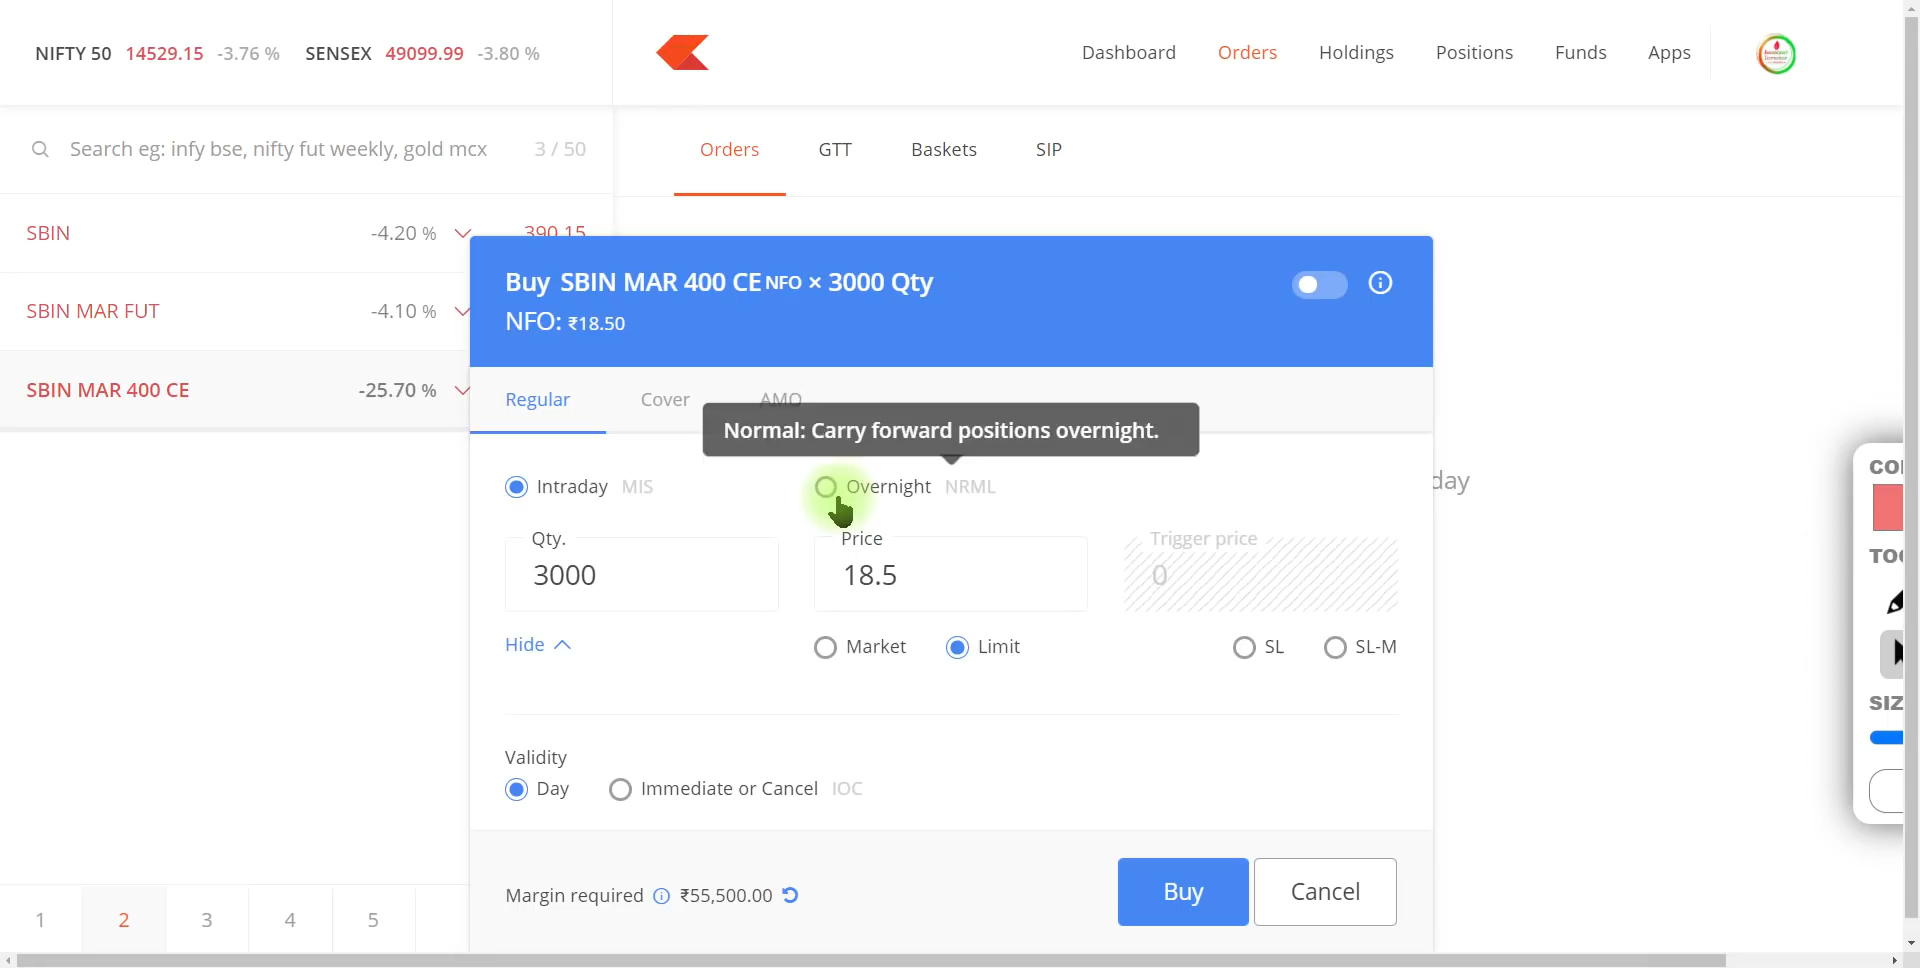 NIFTY 50 14529.15 -3.76 % SENSEX 49099.99 -3.80 %
Dashboard Orders Holdings Positions Funds Apps
Search eg: infy bse, nifty fut weekly, gold mcx 3 / 50
Orders GTT Baskets SIP
SBIN -4.20 % 390.15
SBIN MAR FUT -4.10 %
SBIN MAR 400 CE -25.70 %
Buy SBIN MAR 400 CE NFO × 3000 Qty
NFO: ₹18.50
Regular Cover AMO
Normal: Carry forward positions overnight.
Intraday MIS Overnight NRML
day
Qty. Price Trigger price
3000 18.5 0
Hide Market Limit SL SL-M
Validity
Day Immediate or Cancel IOC
Margin required ₹55,500.00 Buy Cancel
1 2 3 4 5